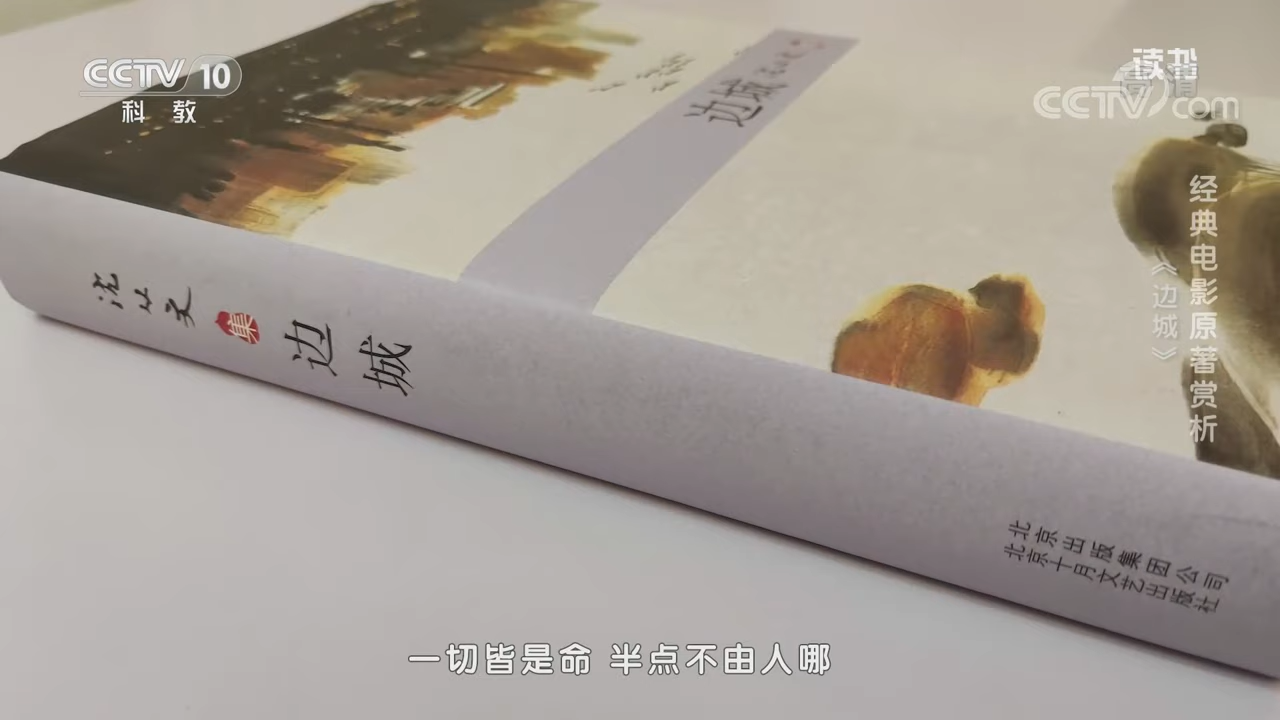 CCTV 10
科教
读书
CCTV.com
经典电影原著赏析
《边城》
边城
沈从文
集
边城
北京出版集团公司
北京十月文艺出版社
一切皆是命 半点不由人哪